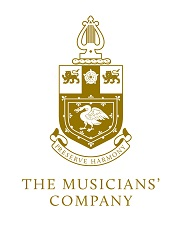 PRESERVE HARMONY
THE MUSICIANS'
COMPANY